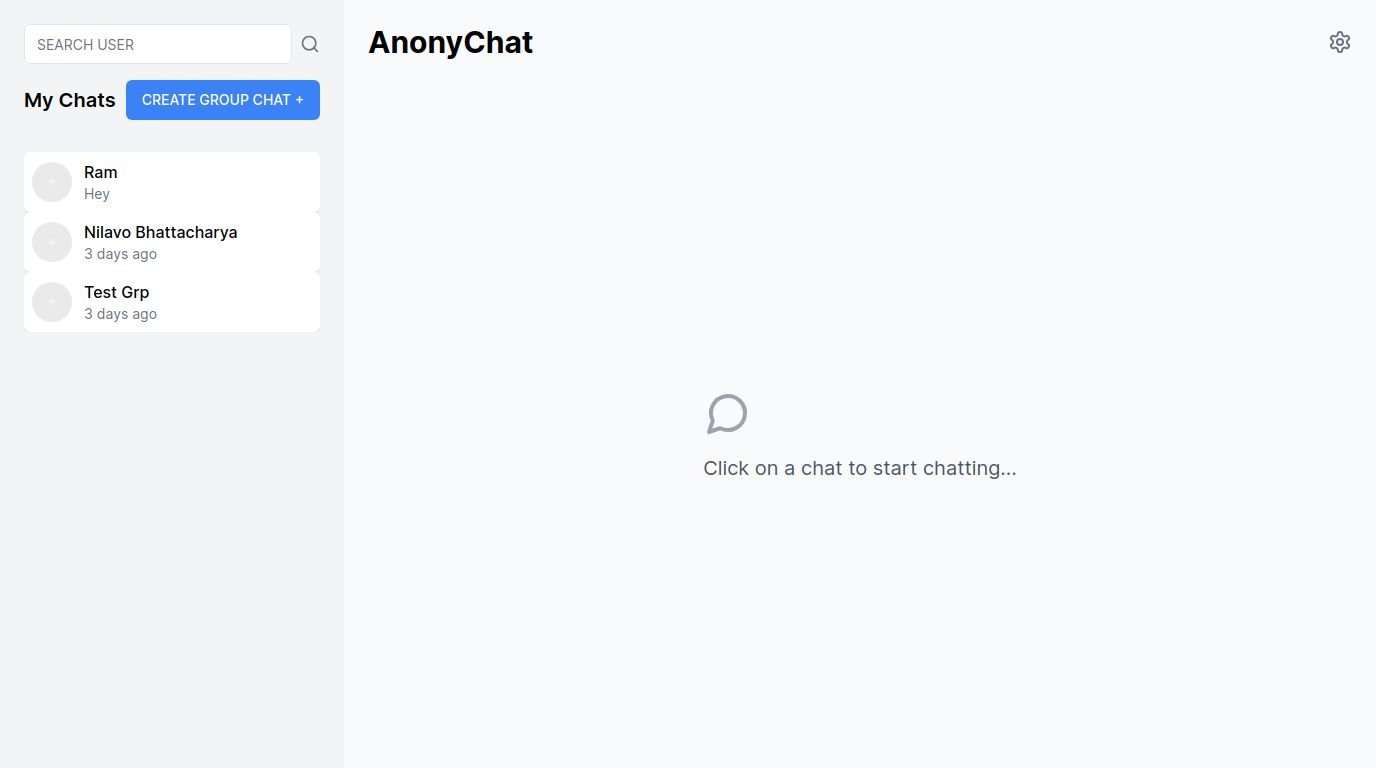 SEARCH USER
My Chats
CREATE GROUP CHAT +
Ram
Hey
Nilavo Bhattacharya
3 days ago
Test Grp
3 days ago
AnonyChat
Click on a chat to start chatting...